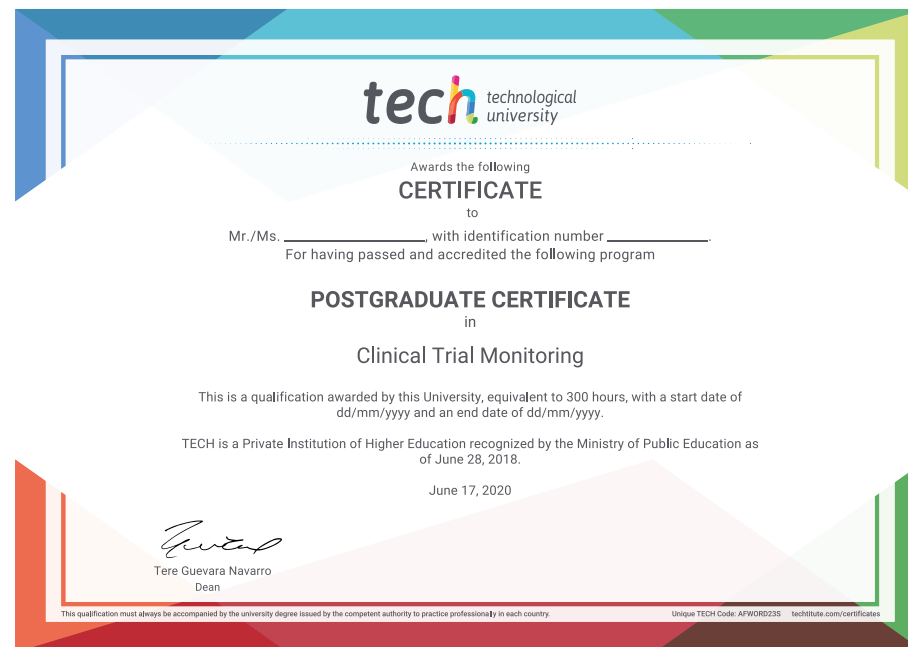 tech technological
university
Awards the following
CERTIFICATE
to
Mr./Ms. ____________________, with identification number ______________.
For having passed and accredited the following program
POSTGRADUATE CERTIFICATE
in
Clinical Trial Monitoring
This is a qualification awarded by this University, equivalent to 300 hours, with a start date of
dd/mm/yyyy and an end date of dd/mm/yyyy.
TECH is a Private Institution of Higher Education recognized by the Ministry of Public Education as
of June 28, 2018.
June 17, 2020
Tere Guevara Navarro
Dean
This qualification must always be accompanied by the university degree issued by the competent authority to practice professionally in each country. Unique TECH Code: AFWORD23S techtitute.com/certificates